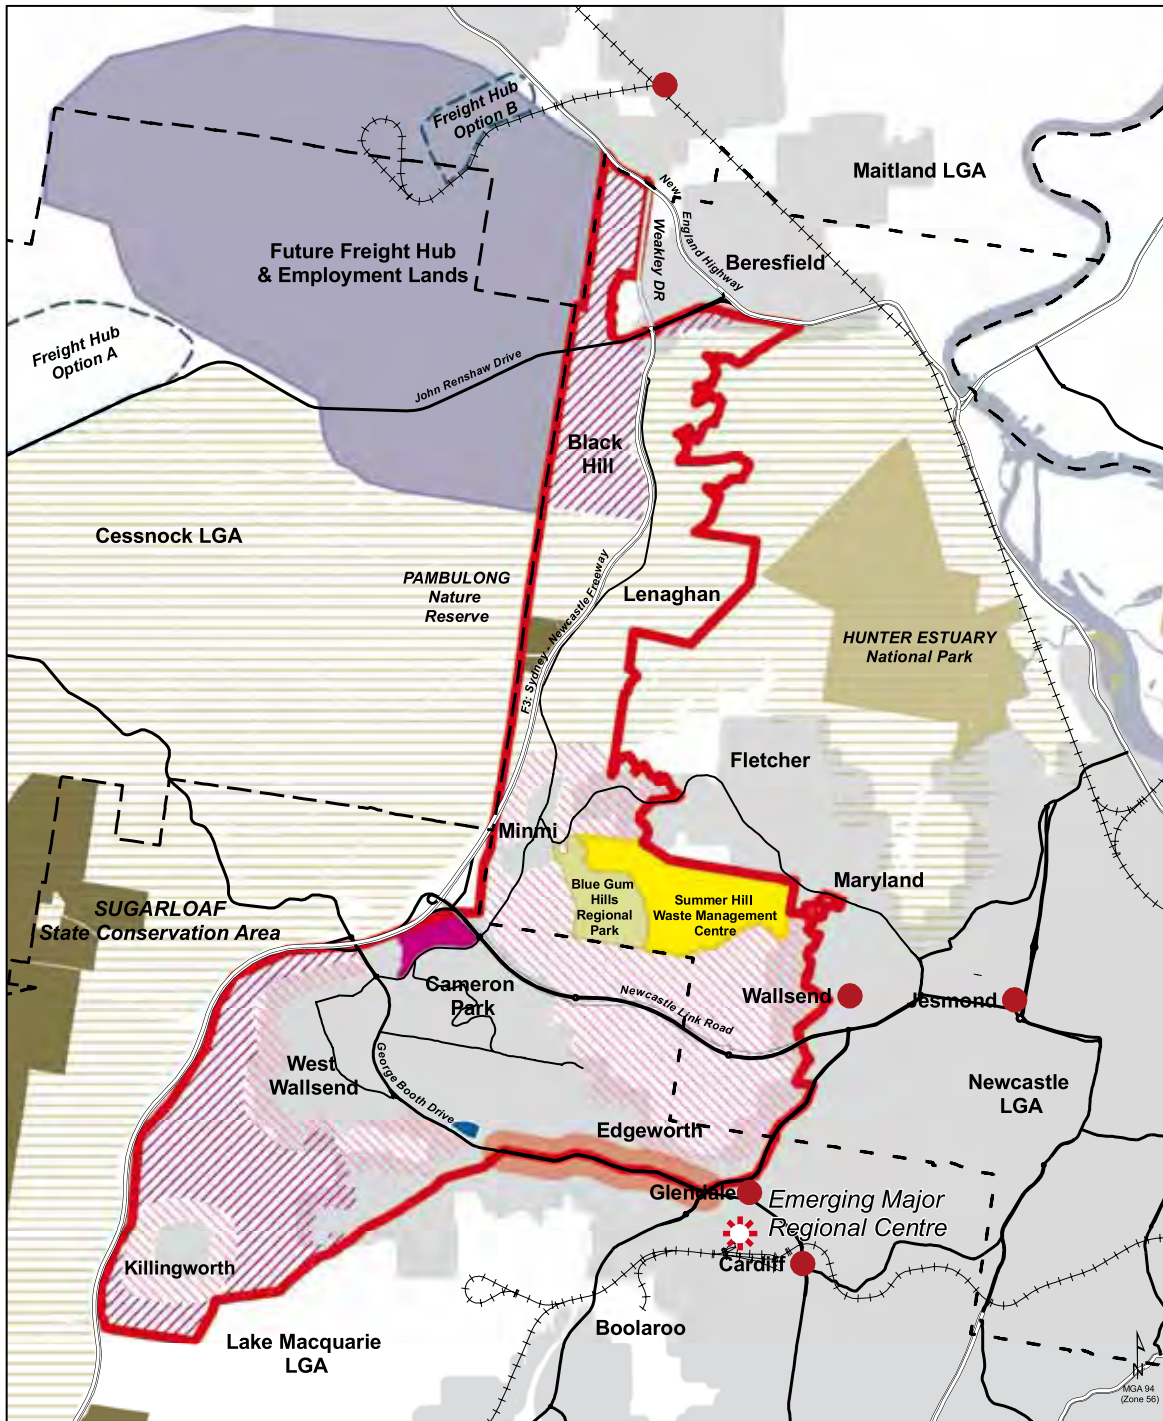 Freight Hub
Option B
Maitland LGA
New England Highway
Weakley DR
Future Freight Hub
& Employment Lands
Beresfield
Freight Hub
Option A
John Renshaw Drive
Black
Hill
Cessnock LGA
PAMBULONG
Nature
Reserve
Lenaghan
F3: Sydney - Newcastle Freeway
HUNTER ESTUARY
National Park
Fletcher
Minmi
Maryland
Blue Gum
Hills
Regional
Park
Summer Hill
Waste Management
Centre
SUGARLOAF
State Conservation Area
Cameron
Park
Newcastle Link Road
Wallsend
Jesmond
West
Wallsend
George Booth Drive
Newcastle
LGA
Edgeworth
Glendale
Emerging Major
Regional Centre
Killingworth
Cardiff
Boolaroo
Lake Macquarie
LGA
N
MGA 94
(Zone 56)